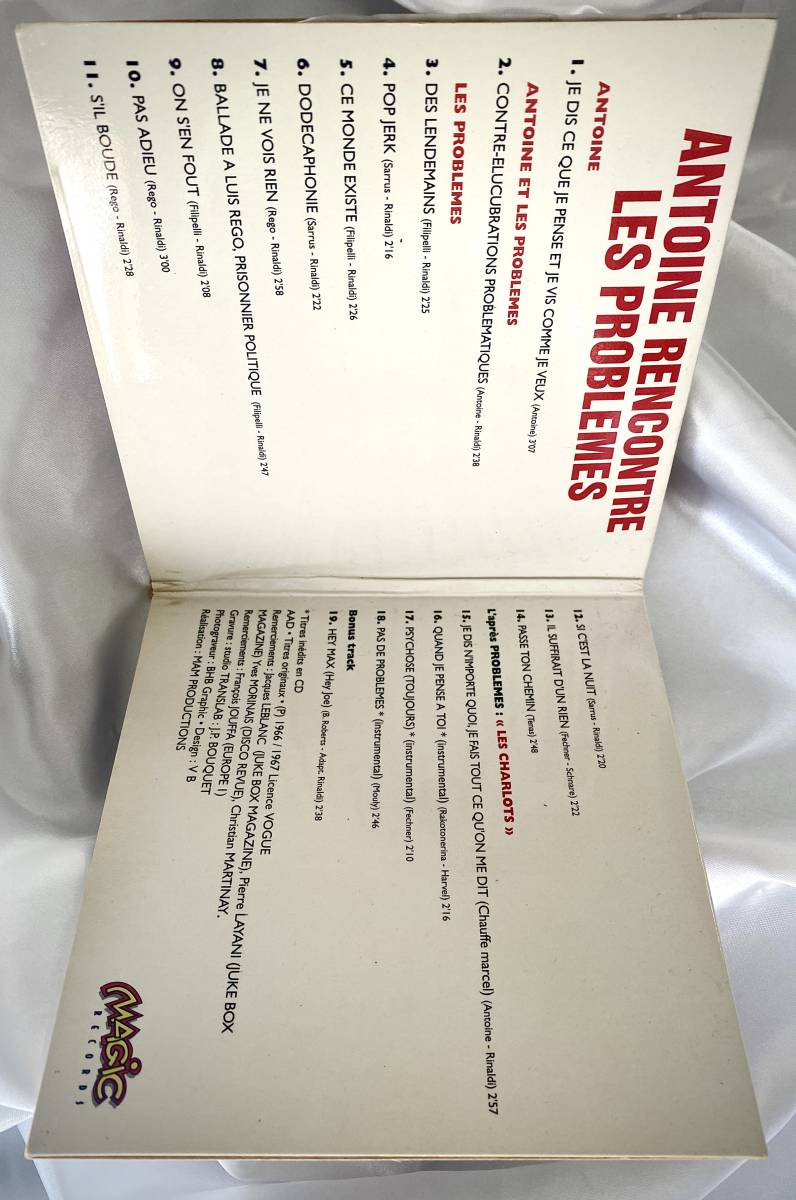 ANTOINE RENCONTRE
LES PROBLEMES
ANTOINE
1. JE DIS CE QUE JE PENSE ET JE VIS COMME JE VEUX (Antoine) 3'07
ANTOINE ET LES PROBLEMES
2. CONTRE-ELUCUBRATIONS PROBLEMATIQUES (Antoine - Rinaldi) 2'38
LES PROBLEMES
3. DES LENDEMAINS (Filipelli - Rinaldi) 2'25
4. POP JERK (Sarrus - Rinaldi) 2'16
5. CE MONDE EXISTE (Filipelli - Rinaldi) 2'26
6. DODECAPHONIE (Sarrus - Rinaldi) 2'22
7. JE NE VOIS RIEN (Rego - Rinaldi) 2'58
8. BALLADE A LUIS REGO, PRISONNIER POLITIQUE (Filipelli - Rinaldi) 2'47
9. ON S'EN FOUT (Filipelli - Rinaldi) 2'08
10. PAS ADIEU (Rego - Rinaldi) 3'00
11. S'IL BOUDE (Rego - Rinaldi) 2'28
12. SI C'EST LA NUIT (Sarrus - Rinaldi) 2'20
13. IL SUFFIRAIT D'UN RIEN (Fechner - Schnare) 2'22
14. PASSE TON CHEMIN (Tenas) 2'48
L'après PROBLEMES : « LES CHARLOTS »
15. JE DIS N'IMPORTE QUOI, JE FAIS TOUT CE QU'ON ME DIT (Chauffe marcel) (Antoine - Rinaldi) 2'57
16. QUAND JE PENSE A TOI * (instrumental) (Rakotonerina - Harvel) 2'16
17. PSYCHOSE (TOUJOURS) * (instrumental) (Fechner) 2'10
18. PAS DE PROBLEMES * (instrumental) (Mouly) 2'46
Bonus track
19. HEY MAX (Hey Joe) (B. Roberts - Adapt. Rinaldi) 2'38
* Titres inédits en CD
AAD • Titres originaux • (P) 1966 / 1967 Licence VOGUE
Remerciements : Jacques LEBLANC (JUKE BOX MAGAZINE), Pierre LAYANI (JUKE BOX
MAGAZINE) Yves MORINAIS (DISCO REVUE), Christian MARTINAY.
Remerciements : François JOUFFA (EUROPE 1)
Gravure : studio TRANSLAB : J.P. BOUQUET
Photograveur : BHB Graphic • Design : V B
Réalisation : MAM PRODUCTIONS
MAGIC
RECORDS